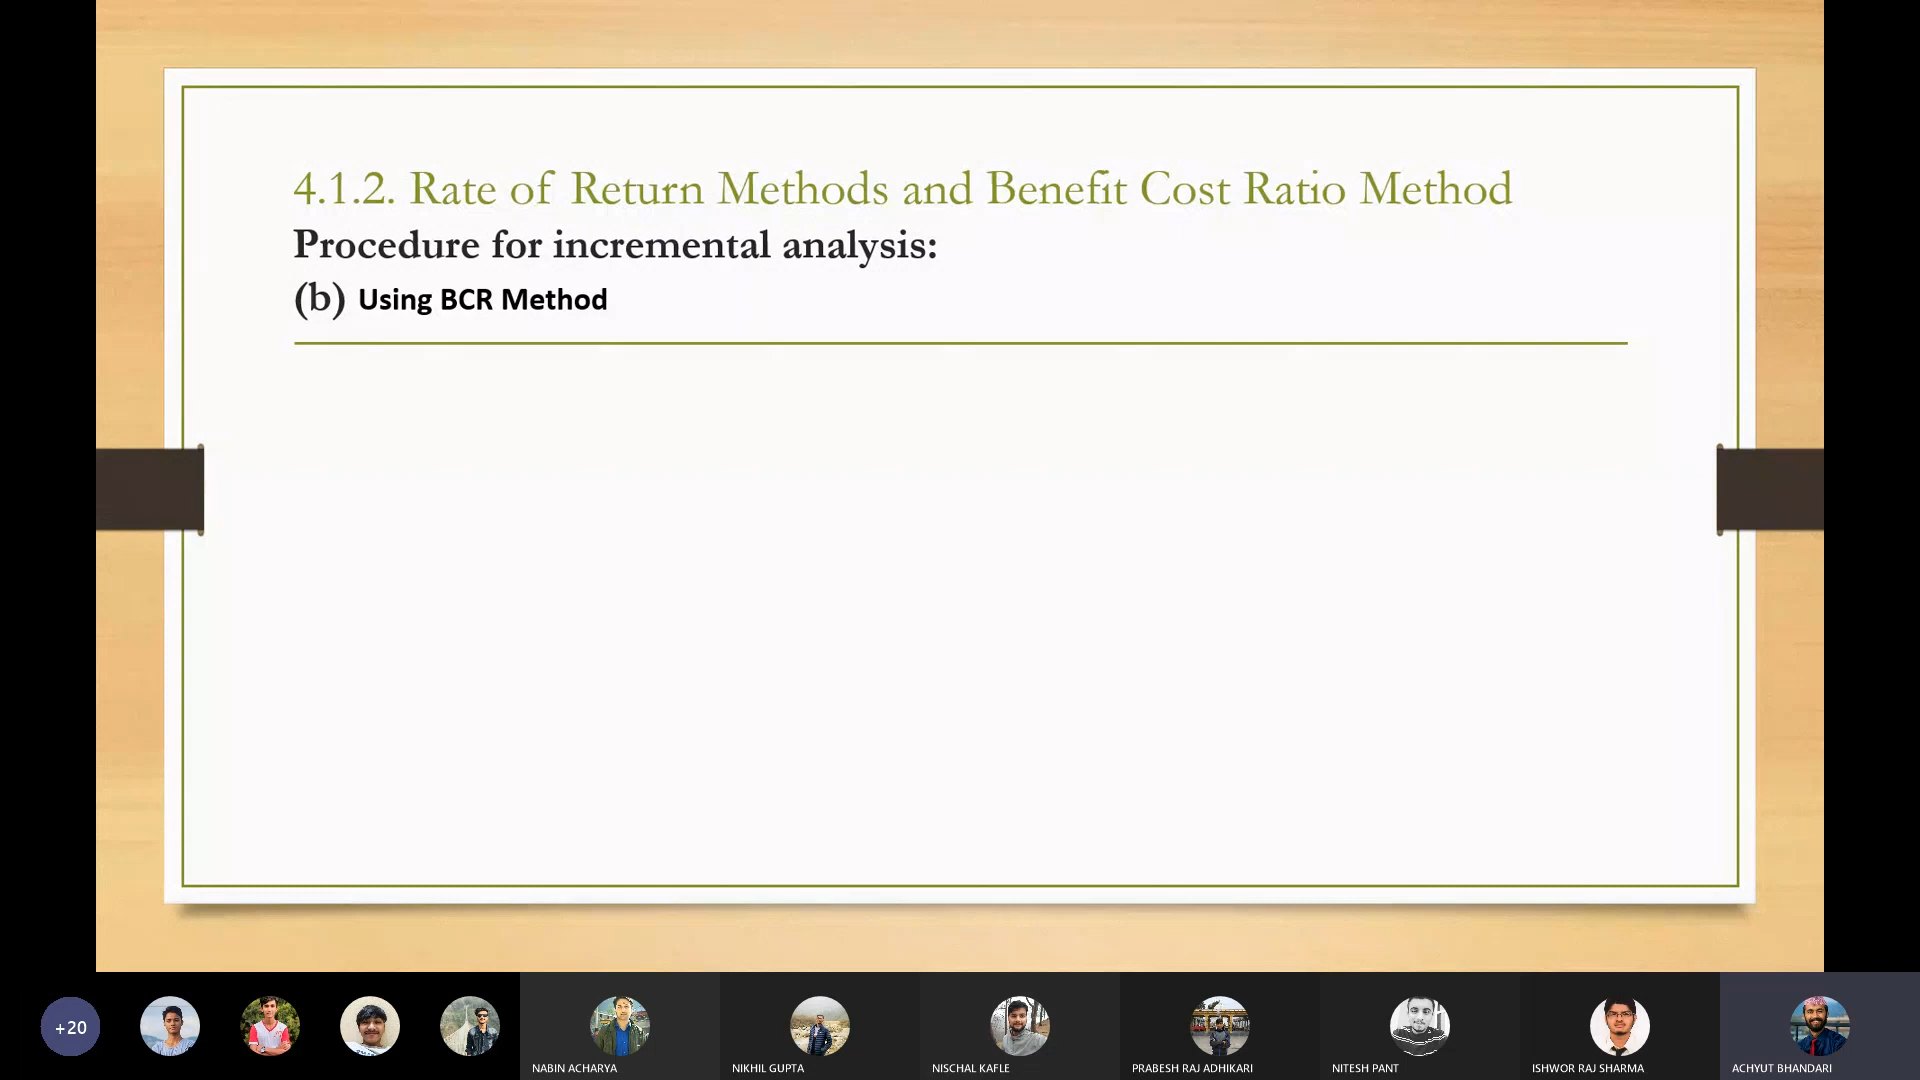 4.1.2. Rate of Return Methods and Benefit Cost Ratio Method
Procedure for incremental analysis:
(b) Using BCR Method
+20
NABIN ACHARYA
NIKHIL GUPTA
NISCHAL KAFLE
PRABESH RAJ ADHIKARI
NITESH PANT
ISHWOR RAJ SHARMA
ACHYUT BHANDARI